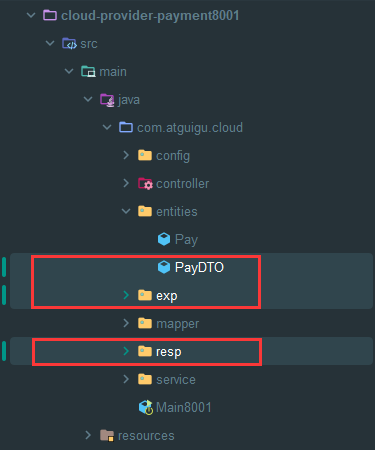 cloud-provider-payment8001
src
main
java
com.atguigu.cloud
config
controller
entities
Pay
PayDTO
exp
mapper
resp
service
Main8001
resources